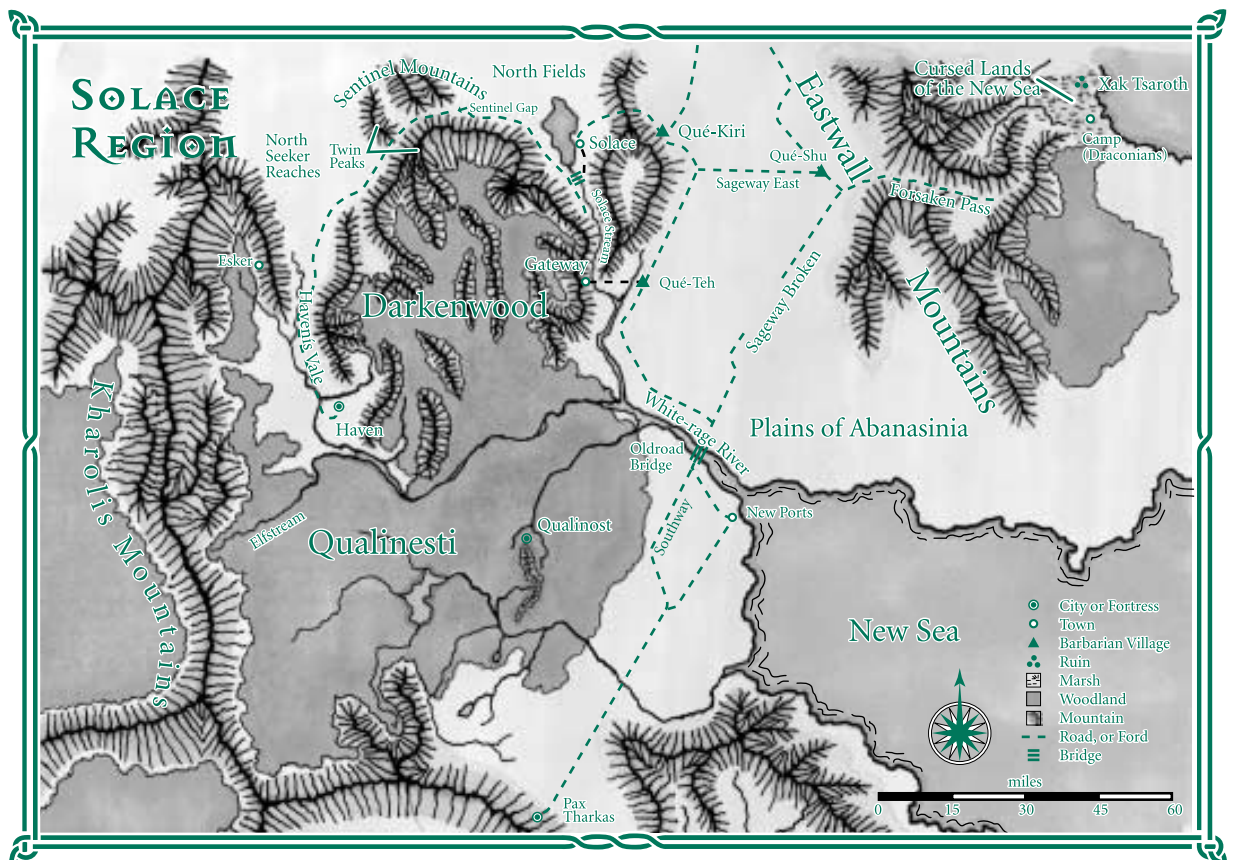 Solace
Region
Sentinel Mountains
North Fields
Sentinel Gap
North
Seeker
Reaches
Twin
Peaks
Solace
Qué-Kiri
Eastwall
Cursed Lands
of the New Sea
Xak Tsaroth
Camp
(Draconians)
Qué-Shu
Sageway East
Forsaken Pass
Solace Stream
Esker
Gateway
Qué-Teh
Haven's Vale
Darkenwood
Sageway Broken
Mountains
Kharolis Mountains
Haven
White-rage River
Plains of Abanasinia
Oldroad
Bridge
New Ports
Elfstream
Qualinesti
Qualinost
Southway
New Sea
City or Fortress
Town
Barbarian Village
Ruin
Marsh
Woodland
Mountain
Road, or Ford
Bridge
miles
0 15 30 45 60
Pax
Tharkas